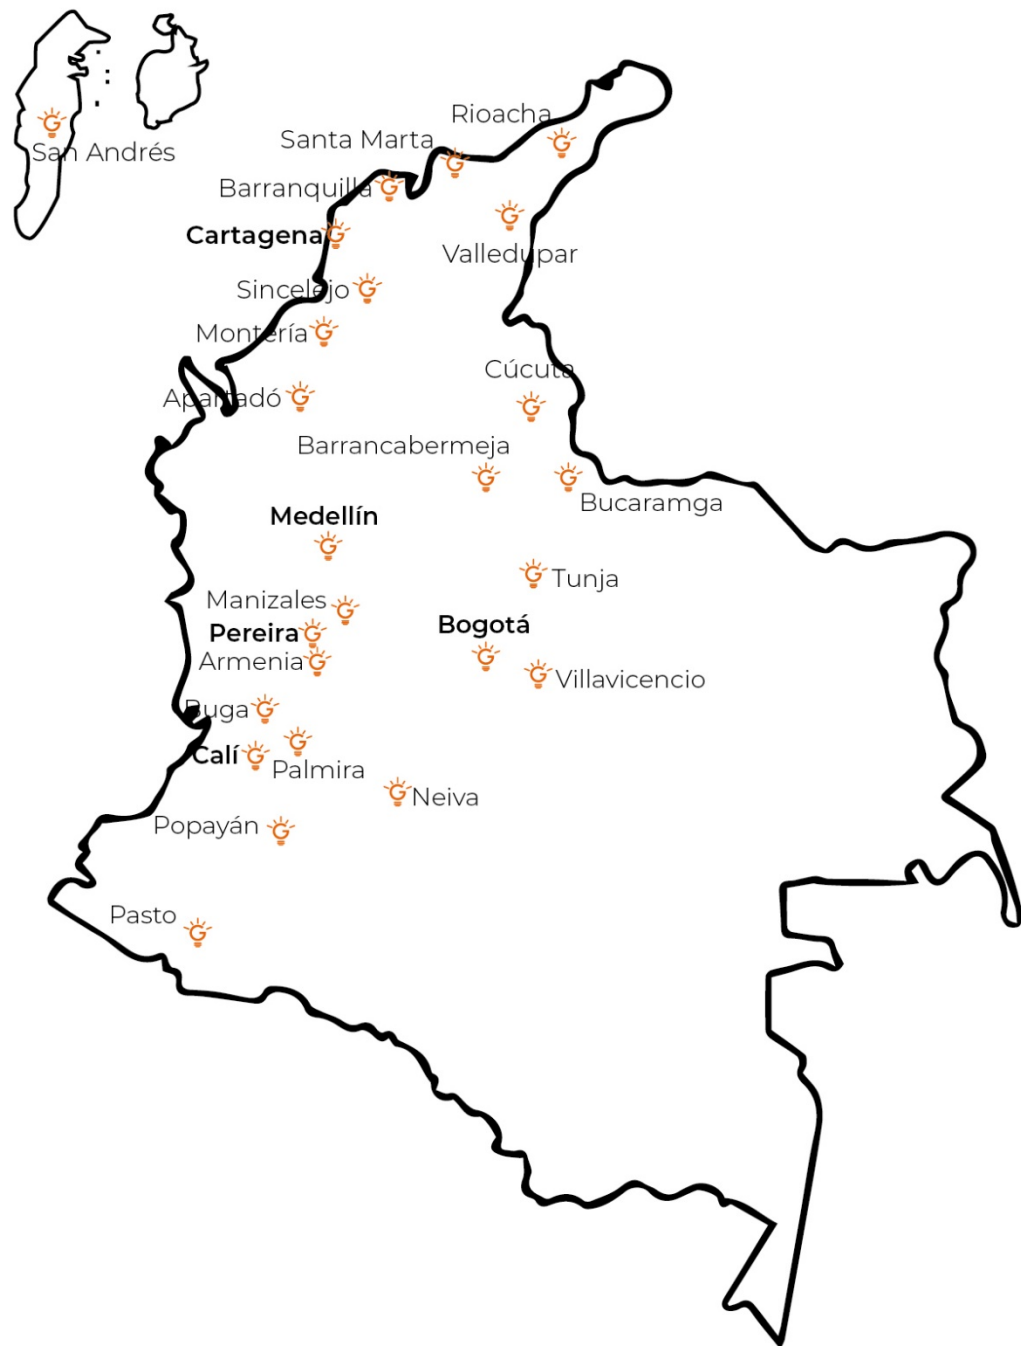 Rioacha
Santa Marta
San Andrés
Barranquilla
Cartagena
Valledupar
Sincelejo
Montería
Cúcuta
Apartadó
Barrancabermeja
Bucaramga
Medellín
Tunja
Manizales
Bogotá
Pereira
Armenia
Villavicencio
Buga
Calí
Palmira
Neiva
Popayán
Pasto